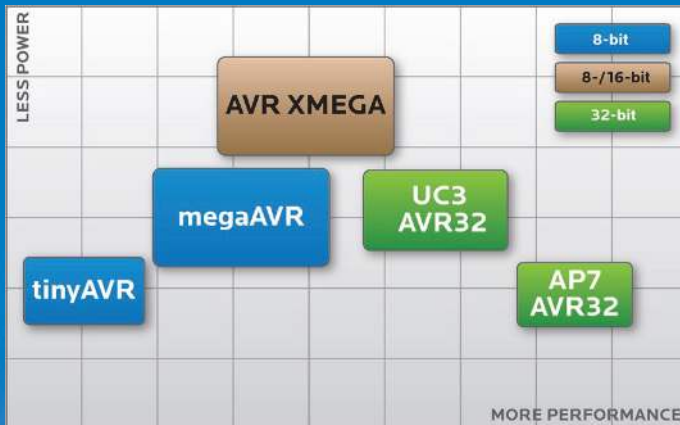 LESS POWER
8-bit
8-/16-bit
32-bit
AVR XMEGA
megaAVR
UC3
AVR32
tinyAVR
AP7
AVR32
MORE PERFORMANCE